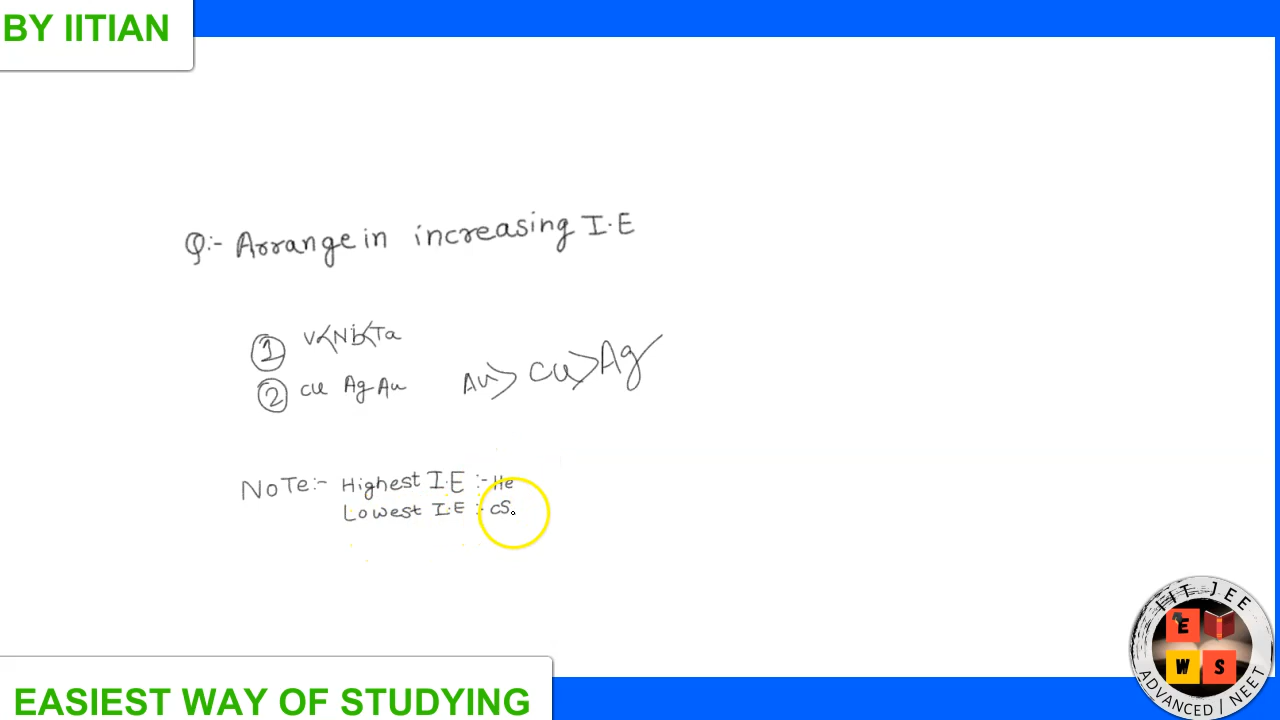 BY IITIAN
Q:- Arrange in increasing I.E
① V<Nb<Ta
② Cu Ag Au Au > Cu > Ag
NOTe:- Highest I.E :- He
Lowest I.E :- CS
IIT JEE
E
W S
ADVANCED / NEET
EASIEST WAY OF STUDYING